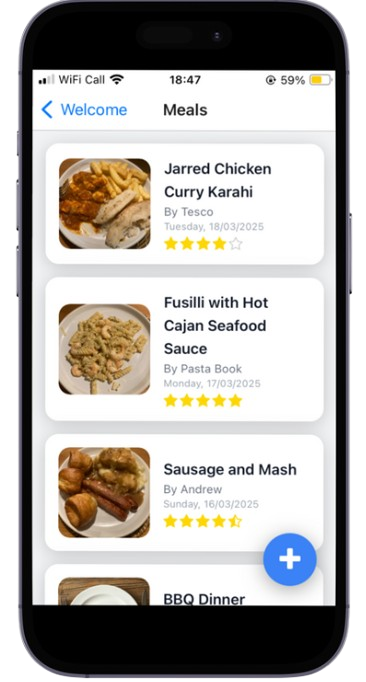 WiFi Call 18:47 59%
Welcome Meals
Jarred Chicken
Curry Karahi
By Tesco
Tuesday, 18/03/2025
Fusilli with Hot
Cajan Seafood
Sauce
By Pasta Book
Monday, 17/03/2025
Sausage and Mash
By Andrew
Sunday, 16/03/2025
BBQ Dinner